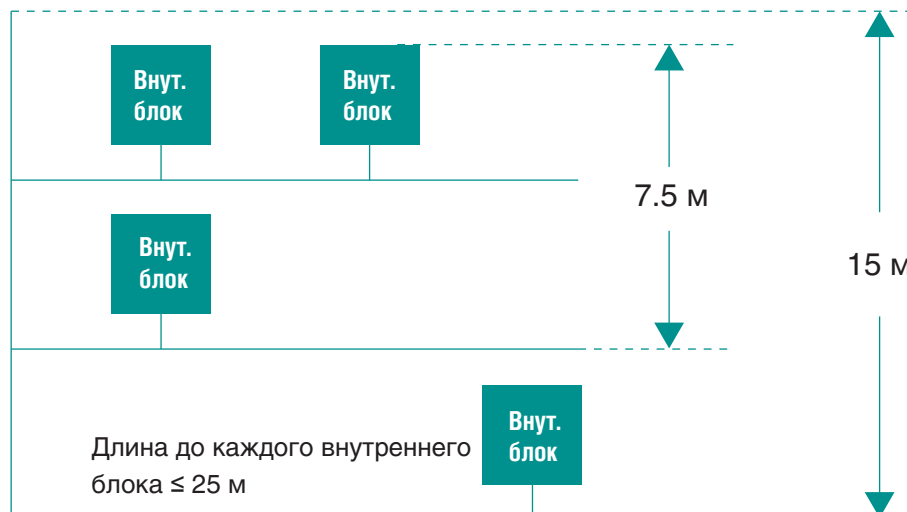 Внут.
блок
Внут.
блок
7.5 м
Внут.
блок
15 м
Внут.
блок
Длина до каждого внутреннего
блока ≤ 25 м